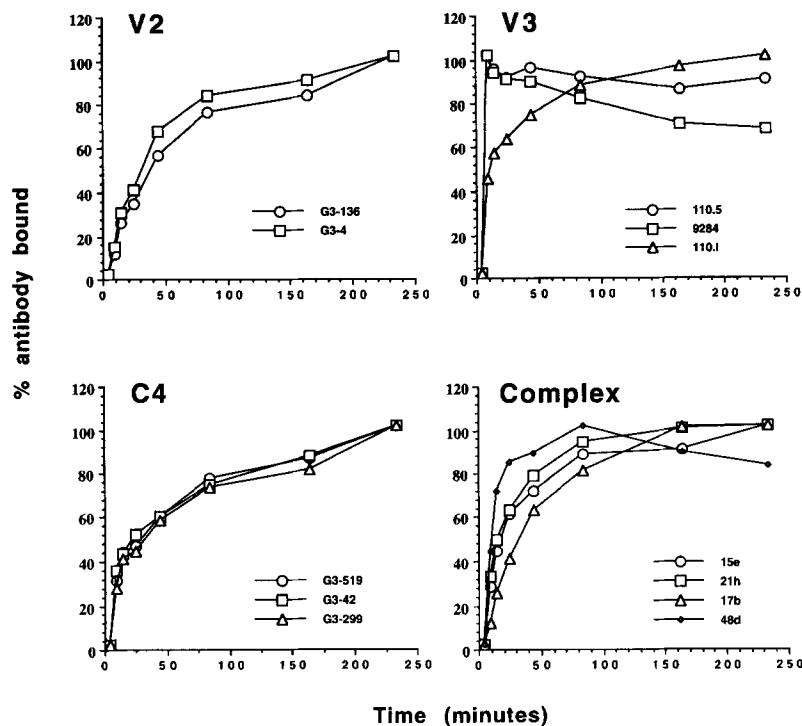 V2
120
100
80
60
40
20
0
0 50 100 150 200 250
G3-136
G3-4
V3
120
100
80
60
40
20
0
0 50 100 150 200 250
110.5
9284
110.I
% antibody bound
C4
120
100
80
60
40
20
0
0 50 100 150 200 250
G3-519
G3-42
G3-299
Complex
120
100
80
60
40
20
0
0 50 100 150 200 250
15e
21h
17b
48d
Time (minutes)